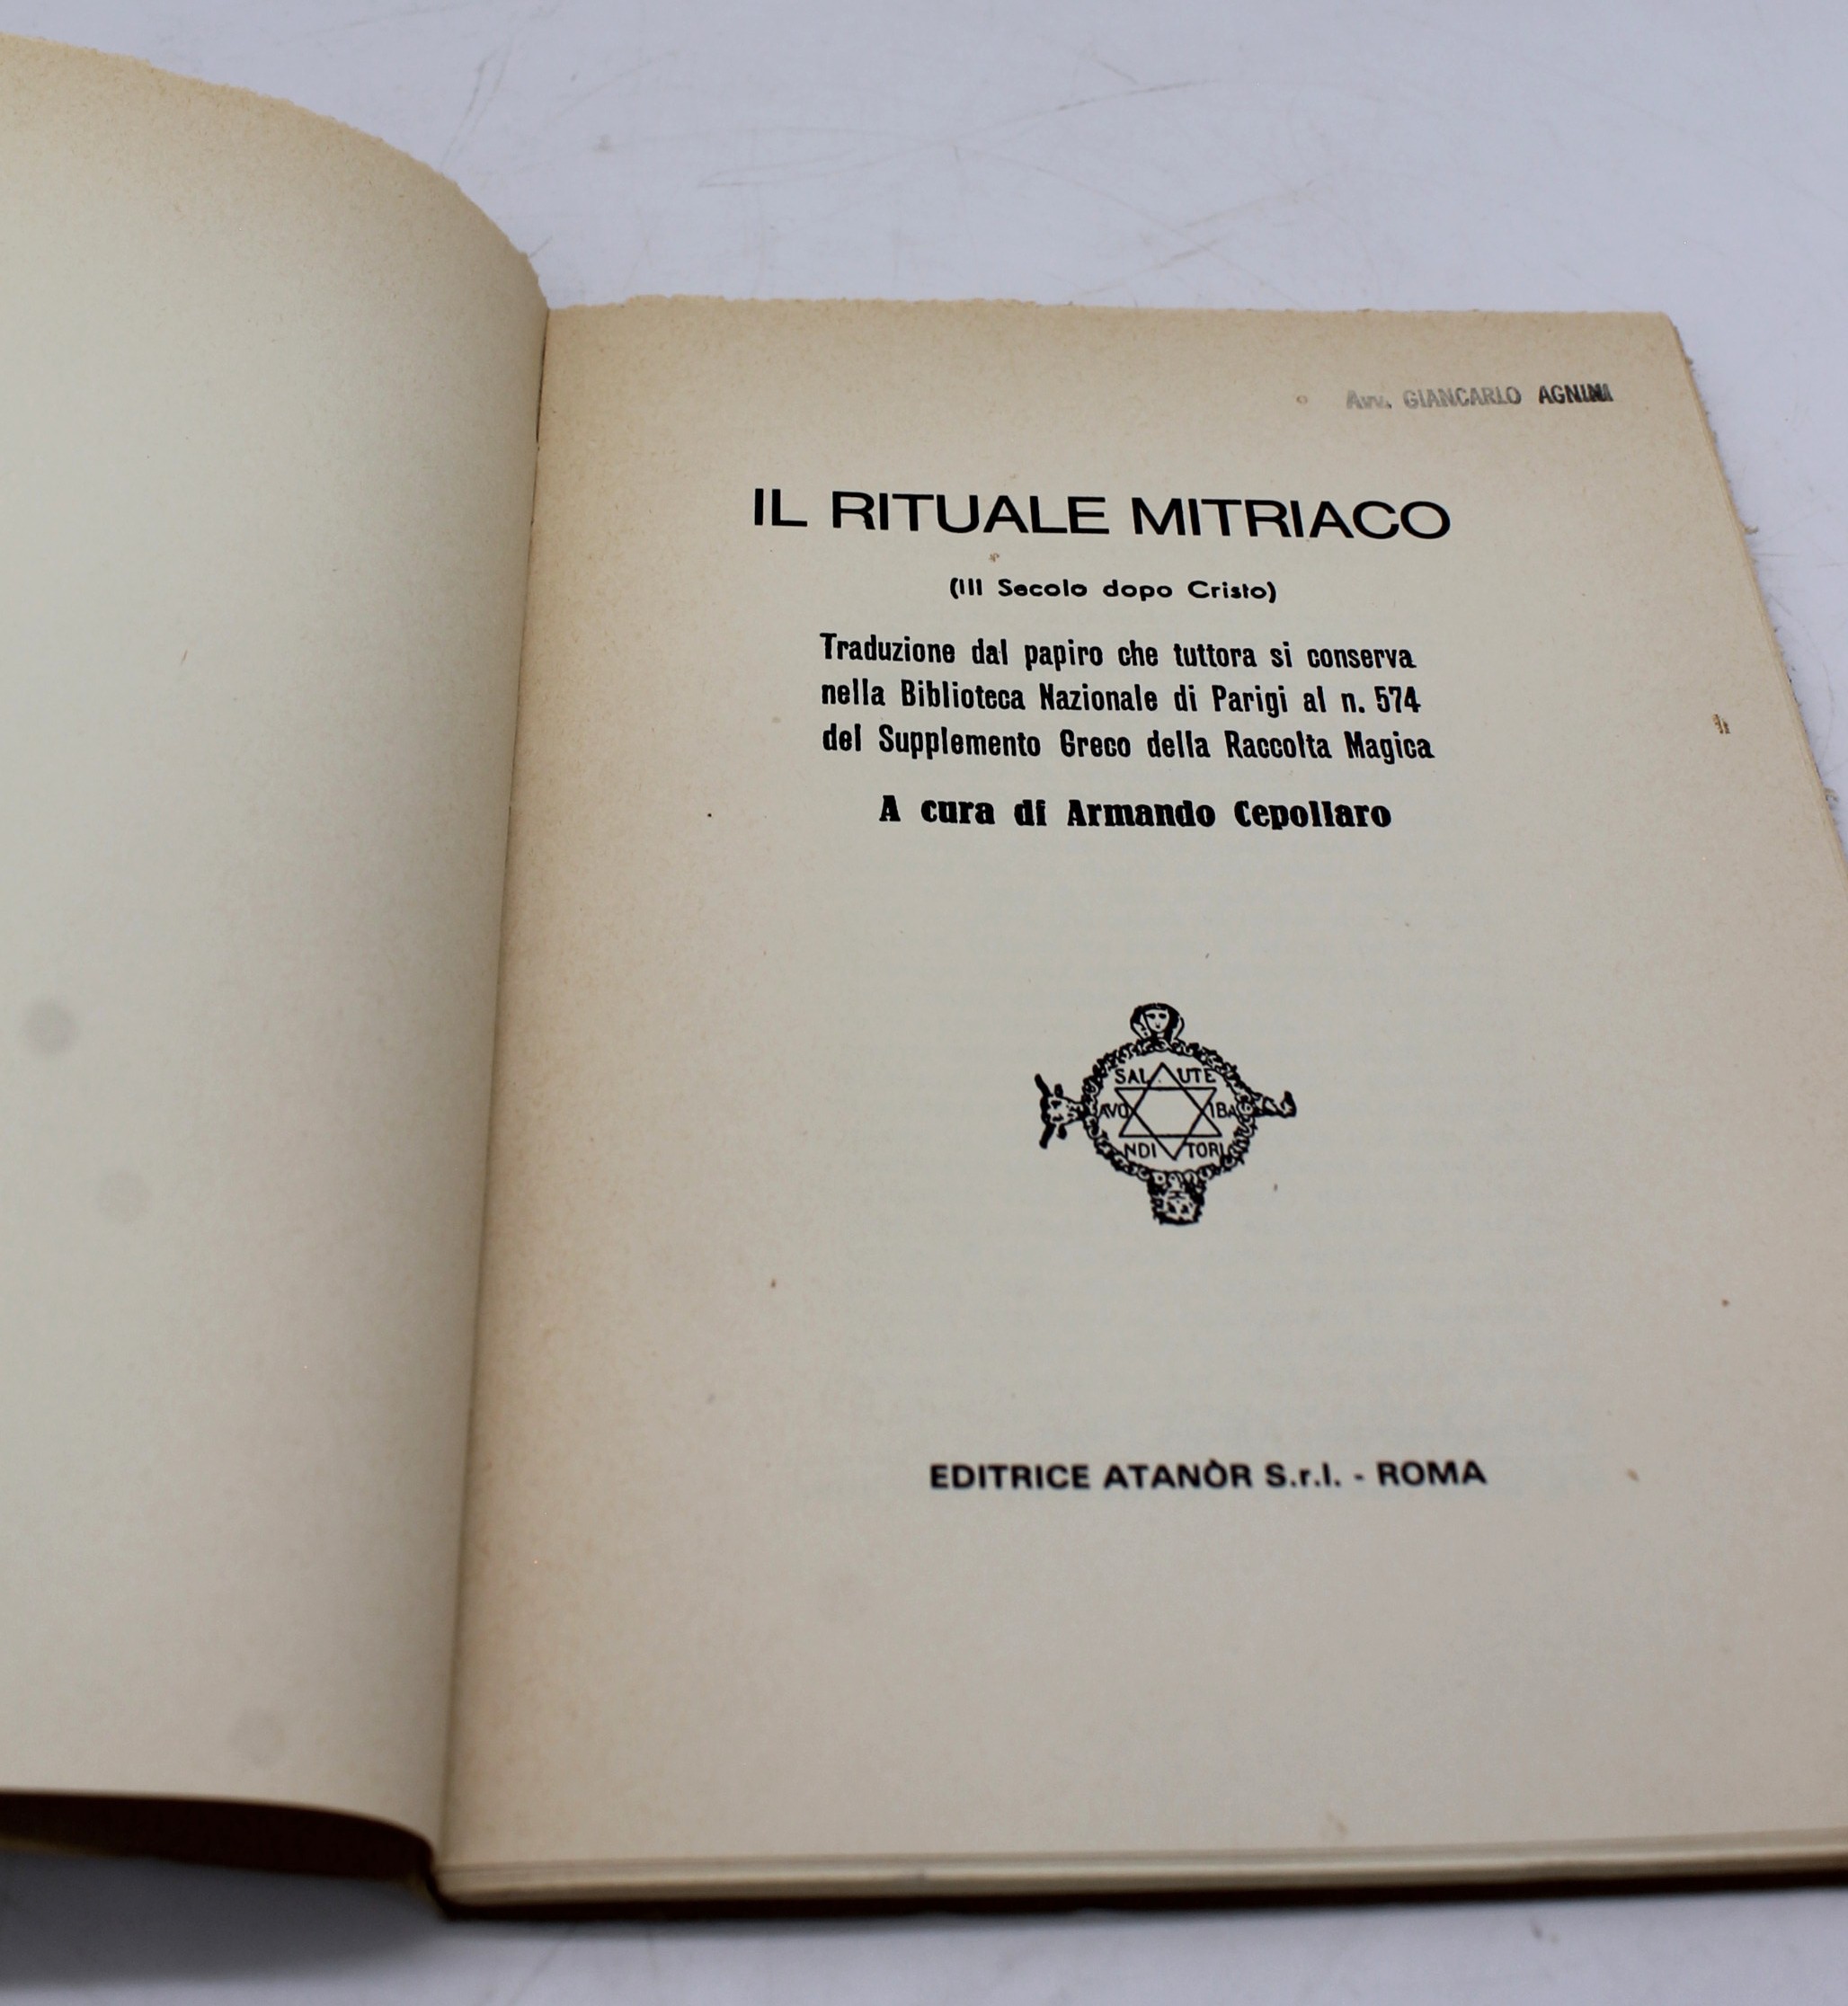 Avv. GIANCARLO AGNINI
IL RITUALE MITRIACO
(III Secolo dopo Cristo)
Traduzione dal papiro che tuttora si conserva
nella Biblioteca Nazionale di Parigi al n. 574
del Supplemento Greco della Raccolta Magica
A cura di Armando Cepollaro
SAL UTE
AVO IBA
NDI TORI
EDITRICE ATANÒR S.r.l. - ROMA